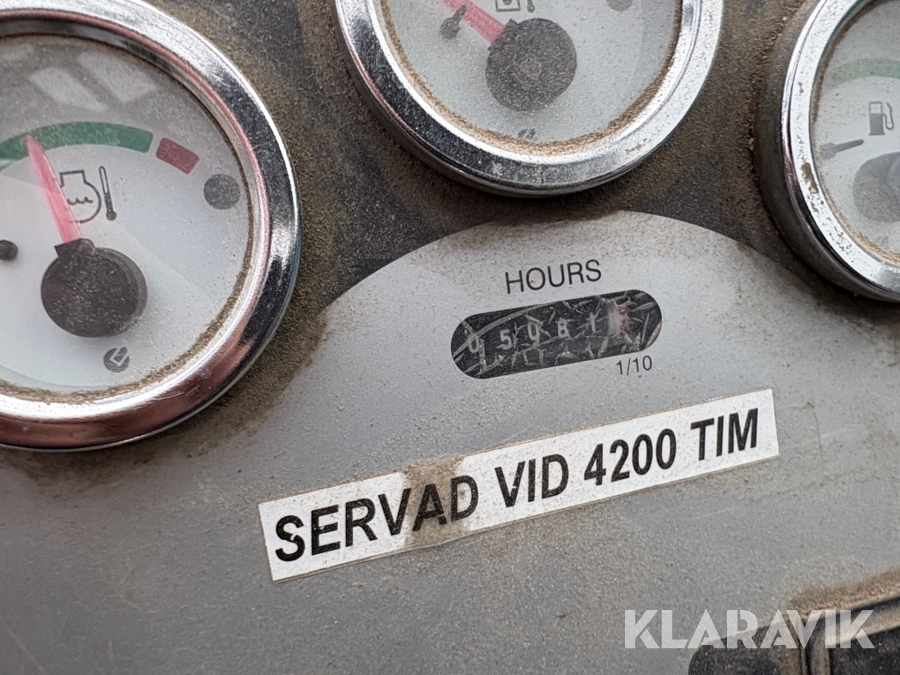 HOURS
05081
1/10
SERVAD VID 4200 TIM
KLARAVIK